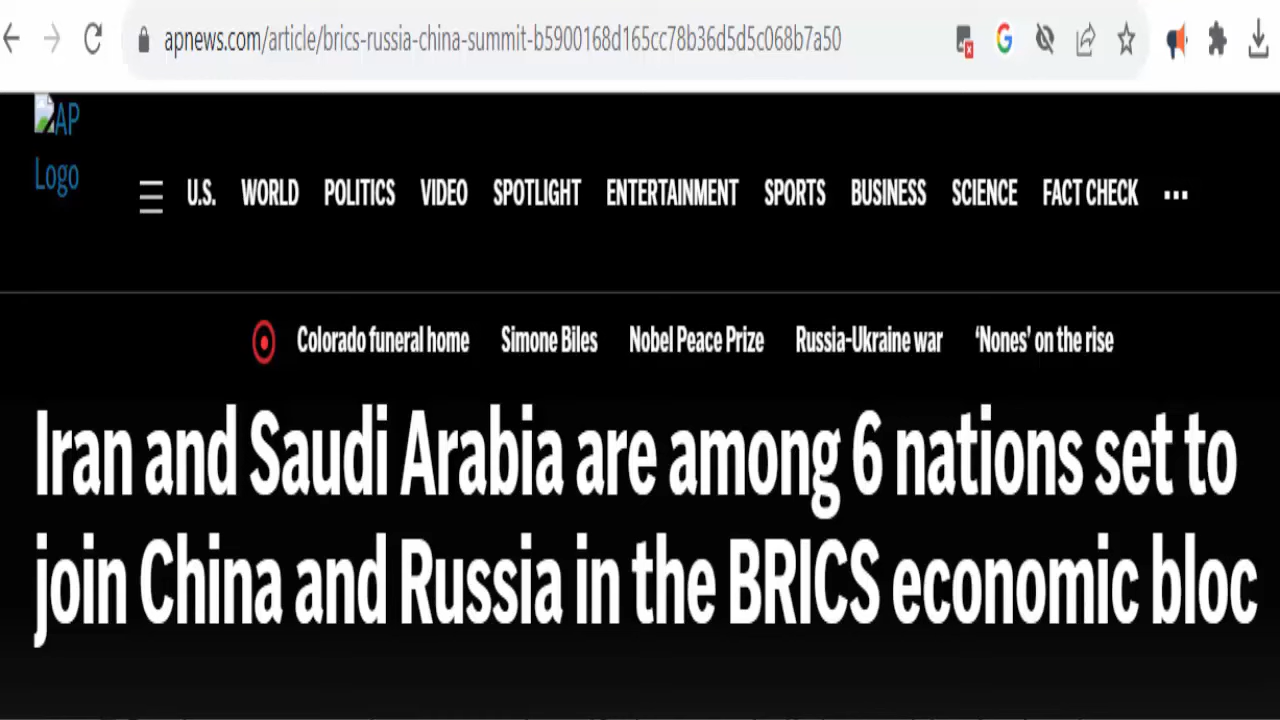 apnews.com/article/brics-russia-china-summit-b5900168d165cc78b36d5d5c068b7a50
AP
Logo
U.S. WORLD POLITICS VIDEO SPOTLIGHT ENTERTAINMENT SPORTS BUSINESS SCIENCE FACT CHECK ...
Colorado funeral home Simone Biles Nobel Peace Prize Russia-Ukraine war ‘Nones’ on the rise
Iran and Saudi Arabia are among 6 nations set to
join China and Russia in the BRICS economic bloc